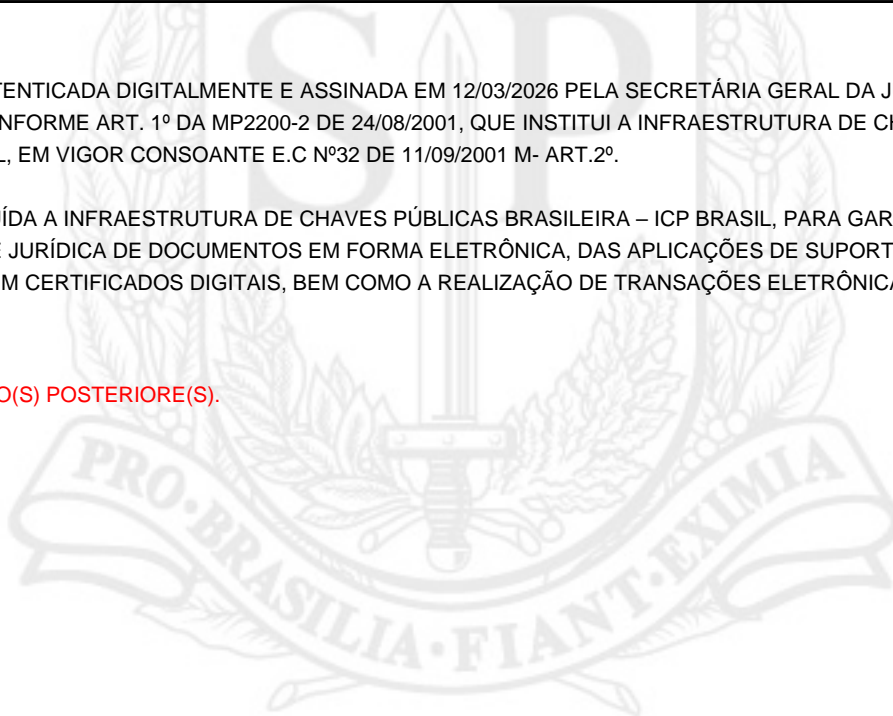 TENTICADA DIGITALMENTE E ASSINADA EM 12/03/2026 PELA SECRETÁRIA GERAL DA J
NFORME ART. 1º DA MP2200-2 DE 24/08/2001, QUE INSTITUI A INFRAESTRUTURA DE CH
L, EM VIGOR CONSOANTE E.C Nº32 DE 11/09/2001 M- ART.2º.
UÍDA A INFRAESTRUTURA DE CHAVES PÚBLICAS BRASILEIRA – ICP BRASIL, PARA GAR
E JURÍDICA DE DOCUMENTOS EM FORMA ELETRÔNICA, DAS APLICAÇÕES DE SUPORT
M CERTIFICADOS DIGITAIS, BEM COMO A REALIZAÇÃO DE TRANSAÇÕES ELETRÔNICA
O(S) POSTERIORE(S).
SP
PRO·BRASILIA·FIANT·EXIMIA